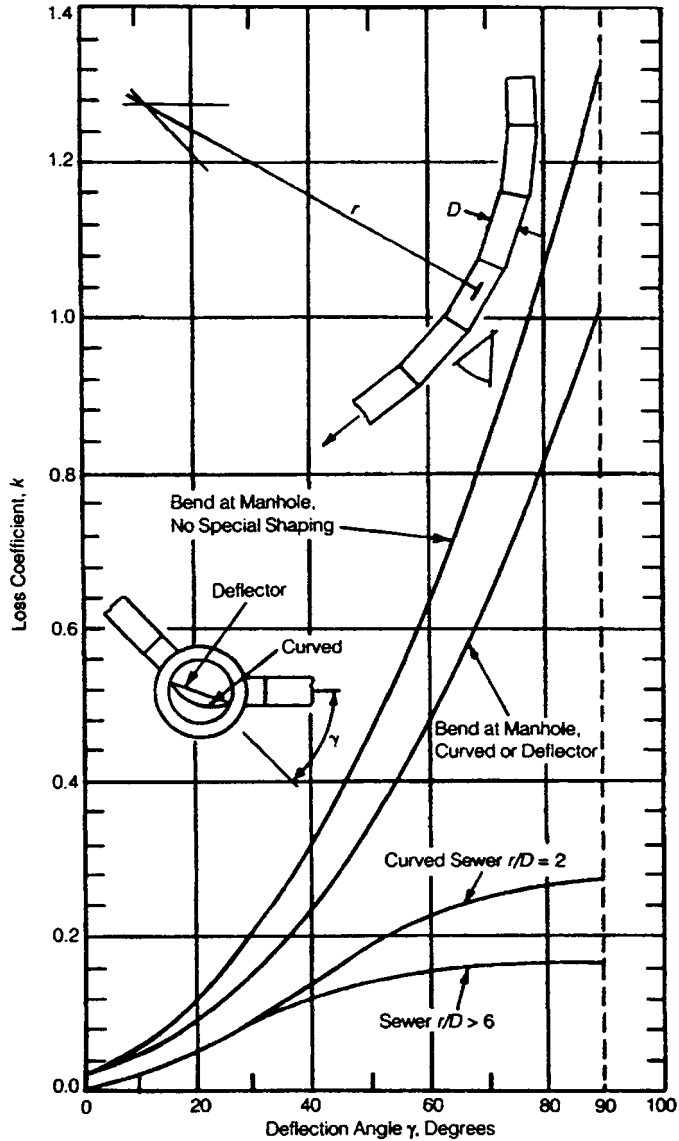 1.4
1.2
1.0
0.8
0.6
0.4
0.2
0.0
Loss Coefficient, k
r
D
Bend at Manhole,
No Special Shaping
Deflector
Curved
γ
Bend at Manhole,
Curved or Deflector
Curved Sewer r/D = 2
Sewer r/D > 6
0
20
40
60
80
90
100
Deflection Angle γ, Degrees